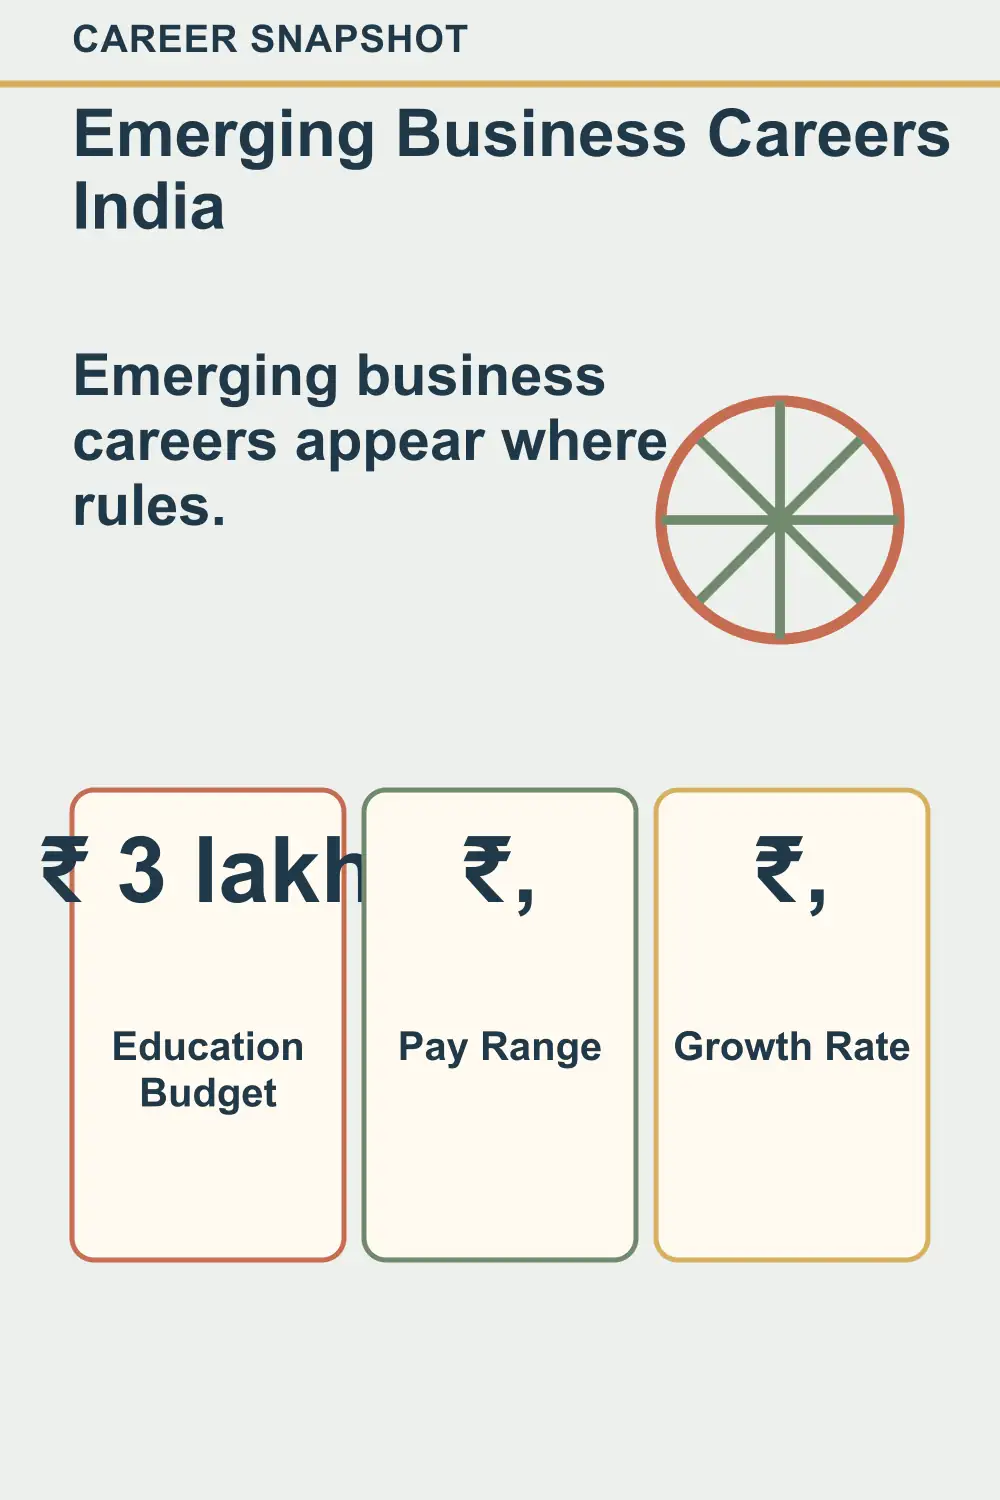 CAREER SNAPSHOT
Emerging Business Careers
India
Emerging business
careers appear where
rules.
₹ 3 lakh
₹,
₹,
Education
Budget
Pay Range
Growth Rate